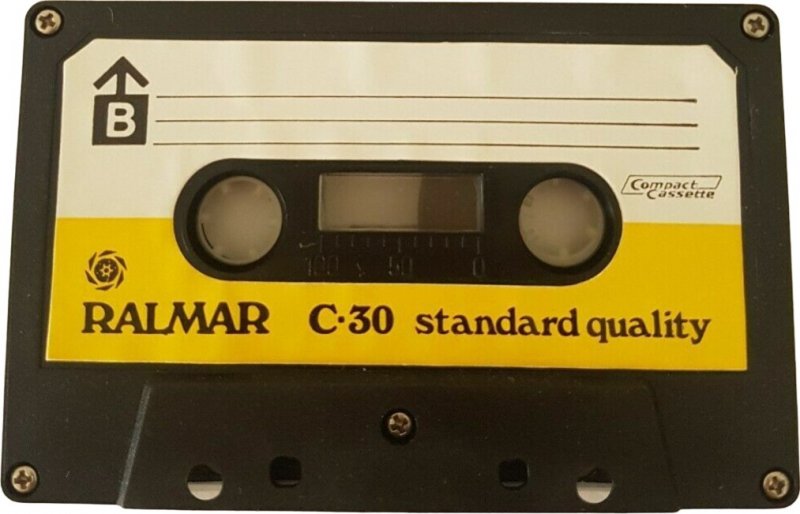 B
Compact
Cassette
100 50 0
RALMAR C·30 standard quality